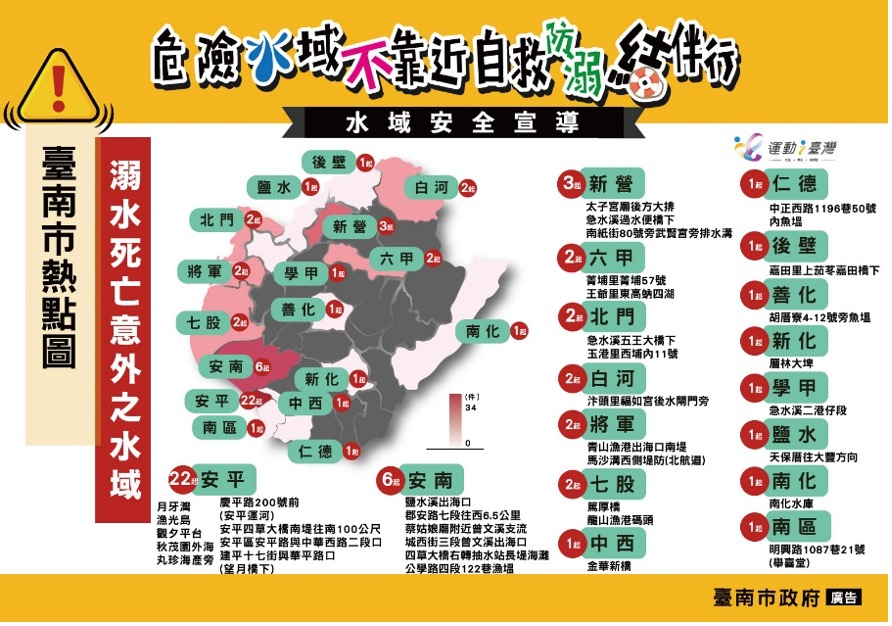 危險水域不靠近自救防溺結伴行
水域安全宣導
運動i臺灣
臺南市熱點圖
溺水死亡意外之水域
後壁 1起
鹽水 1起
白河 2起
北門 2起
新營 3起
六甲 2起
將軍 2起
學甲 1起
善化 1起
七股 2起
南化 1起
安南 6起
新化 1起
安平 22起
中西 1起
南區 1起
仁德 1起
(件)
34
0
22起 安平
月牙灣
漁光島
觀夕平台
秋茂園外海
丸珍海產旁
慶平路200號前
(安平運河)
安平四草大橋南堤往南100公尺
安平區安平路與中華西路二段口
建平十七街與華平路口
(望月橋下)
6起 安南
鹽水溪出海口
郡安路七段往西6.5公里
蔡姑娘廟附近曾文溪支流
城西街三段曾文溪出海口
四草大橋右轉抽水站長堤海灘
公學路四段122巷漁塭
3起 新營
太子宮廟後方大排
急水溪過水便橋下
南紙街80號旁武賢宮旁排水溝
2起 六甲
菁埔里菁埔57號
王爺里東高𫙮四湖
2起 北門
急水溪五王大橋下
玉港里西埔內11號
2起 白河
汴頭里福如宮後水閘門旁
2起 將軍
青山漁港出海口南堤
馬沙溝西側堤防(北航道)
2起 七股
篤厚橋
龍山漁港碼頭
1起 中西
金華新橋
1起 仁德
中正西路1196巷50號
內魚塭
1起 後壁
嘉田里上茄苳嘉田橋下
1起 善化
胡厝寮4-12號旁魚塭
1起 新化
層林大埤
1起 學甲
急水溪二港仔段
1起 鹽水
天保厝往大豐方向
1起 南化
南化水庫
1起 南區
明興路1087巷21號
(舉喜堂)
臺南市政府 廣告